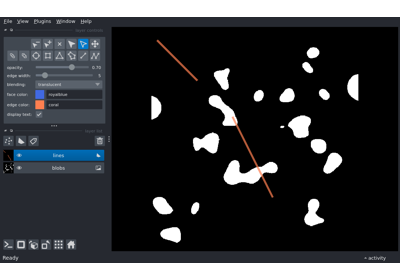 File View Plugins Window Help
opacity: 0.70
edge width: 5
blending: translucent
face color: royalblue
edge color: coral
display text: ✓
lines
blobs
Ready
activity